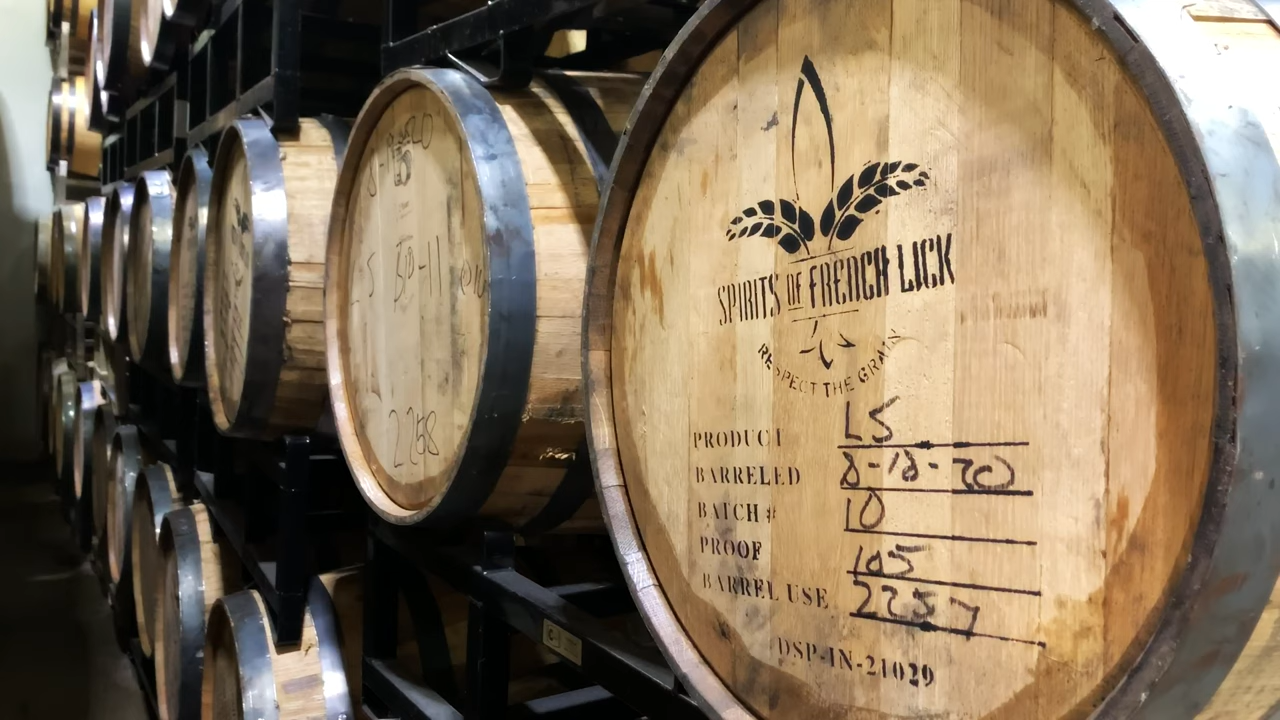 SPIRITS OF FRENCH LICK
RESPECT THE GRAIN
PRODUCT LS
BARRELED 8-18-20
BATCH # 10
PROOF 105
BARREL USE 2257
DSP-IN-21029
2258